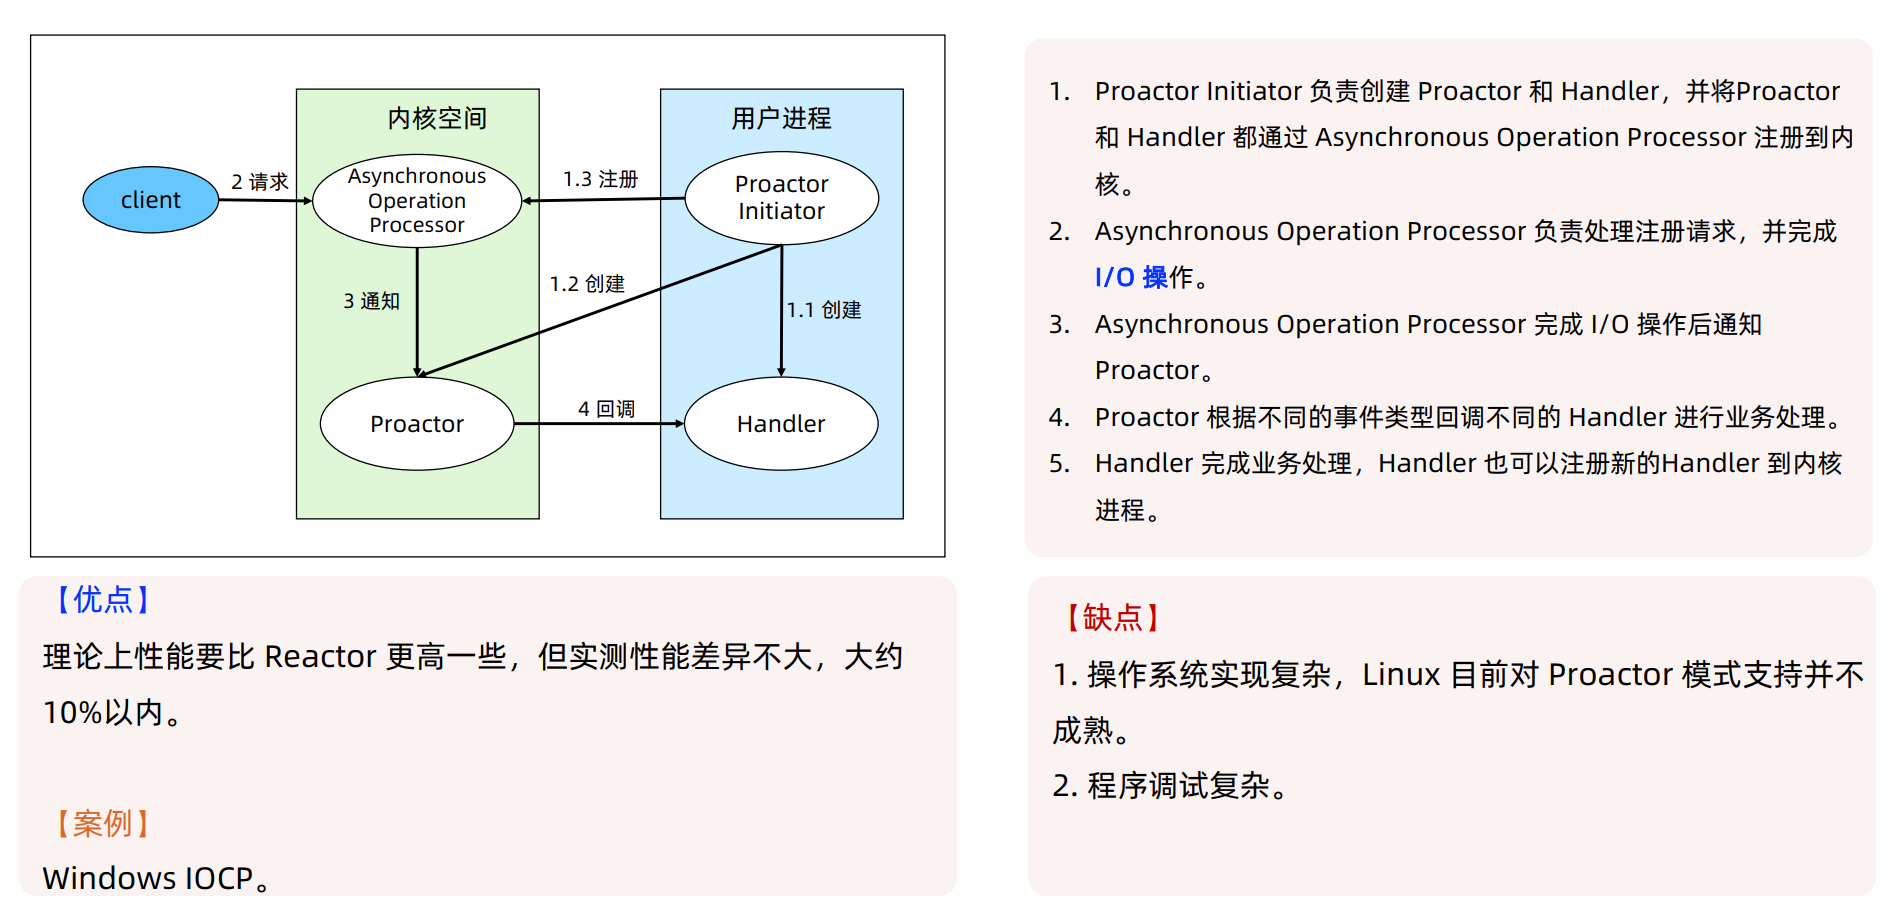 内核空间
用户进程
client
2 请求
Asynchronous
Operation
Processor
1.3 注册
Proactor
Initiator
3 通知
1.2 创建
1.1 创建
Proactor
4 回调
Handler
1. Proactor Initiator 负责创建 Proactor 和 Handler，并将Proactor
和 Handler 都通过 Asynchronous Operation Processor 注册到内
核。
2. Asynchronous Operation Processor 负责处理注册请求，并完成
I/O 操作。
3. Asynchronous Operation Processor 完成 I/O 操作后通知
Proactor。
4. Proactor 根据不同的事件类型回调不同的 Handler 进行业务处理。
5. Handler 完成业务处理，Handler 也可以注册新的Handler 到内核
进程。
【优点】
理论上性能要比 Reactor 更高一些，但实测性能差异不大，大约
10%以内。
【案例】
Windows IOCP。
【缺点】
1. 操作系统实现复杂，Linux 目前对 Proactor 模式支持并不
成熟。
2. 程序调试复杂。